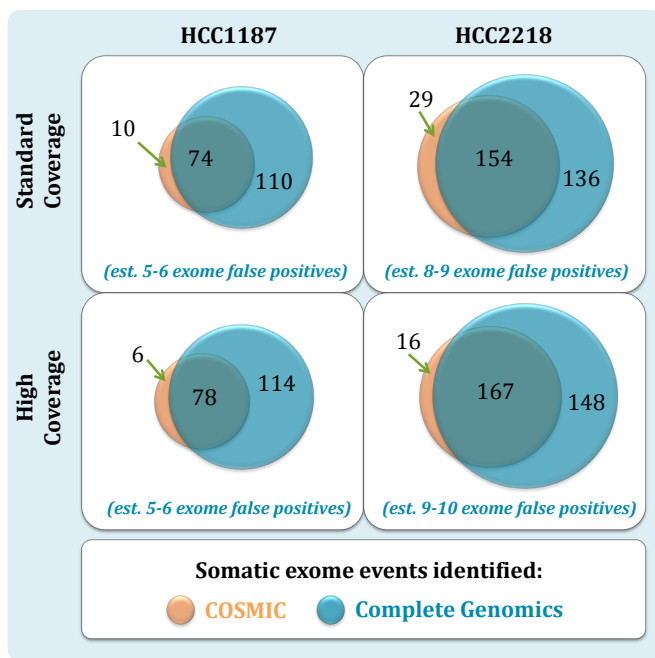 HCC1187
HCC2218
Standard
Coverage
10
74
110
(est. 5-6 exome false positives)
29
154
136
(est. 8-9 exome false positives)
High
Coverage
6
78
114
(est. 5-6 exome false positives)
16
167
148
(est. 9-10 exome false positives)
Somatic exome events identified:
COSMIC
Complete Genomics